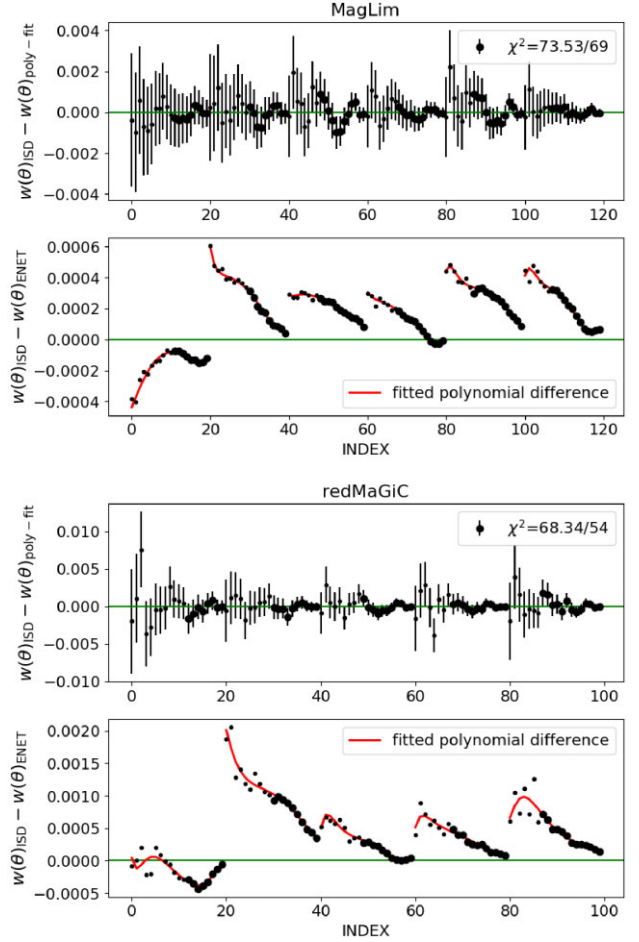 MagLim
w(θ)ISD − w(θ)poly−fit
0.004
0.002
0.000
−0.002
−0.004
χ²=73.53/69
0 20 40 60 80 100 120
w(θ)ISD − w(θ)ENET
0.0006
0.0004
0.0002
0.0000
−0.0002
−0.0004
fitted polynomial difference
0 20 40 60 80 100 120
INDEX
redMaGiC
w(θ)ISD − w(θ)poly−fit
0.010
0.005
0.000
−0.005
−0.010
χ²=68.34/54
0 20 40 60 80 100
w(θ)ISD − w(θ)ENET
0.0020
0.0015
0.0010
0.0005
0.0000
−0.0005
fitted polynomial difference
0 20 40 60 80 100
INDEX